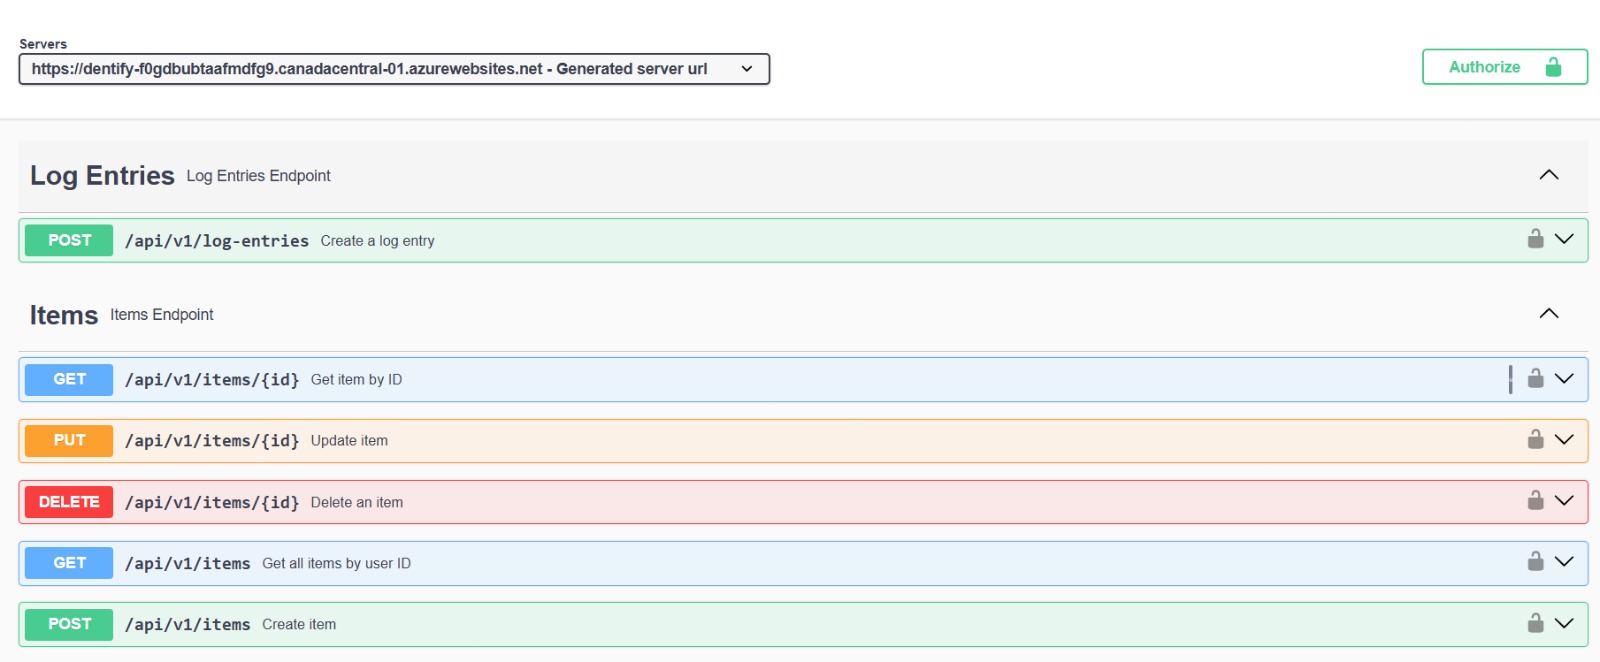 Servers
https://dentify-f0gdbubtaafmdfg9.canadacentral-01.azurewebsites.net - Generated server url
Authorize
Log Entries Log Entries Endpoint
POST /api/v1/log-entries Create a log entry
Items Items Endpoint
GET /api/v1/items/{id} Get item by ID
PUT /api/v1/items/{id} Update item
DELETE /api/v1/items/{id} Delete an item
GET /api/v1/items Get all items by user ID
POST /api/v1/items Create item